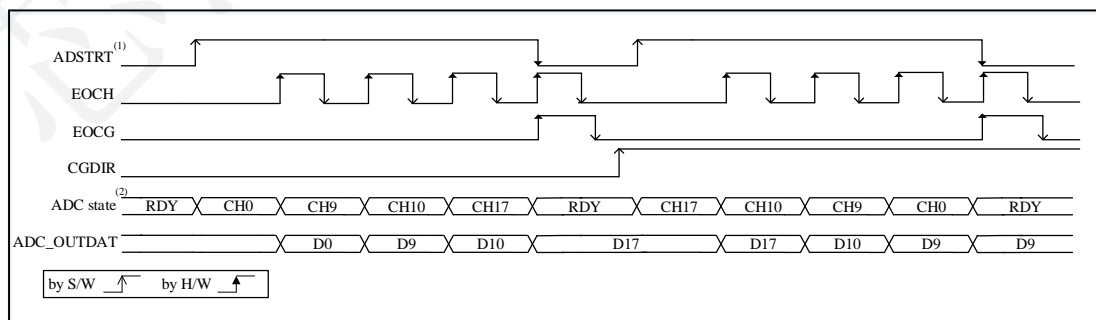 ADSTRT(1)
EOCH
EOCG
CGDIR
ADC state(2) RDY CH0 CH9 CH10 CH17 RDY CH17 CH10 CH9 CH0 RDY
ADC_OUTDAT D0 D9 D10 D17 D17 D10 D9 D9
by S/W by H/W